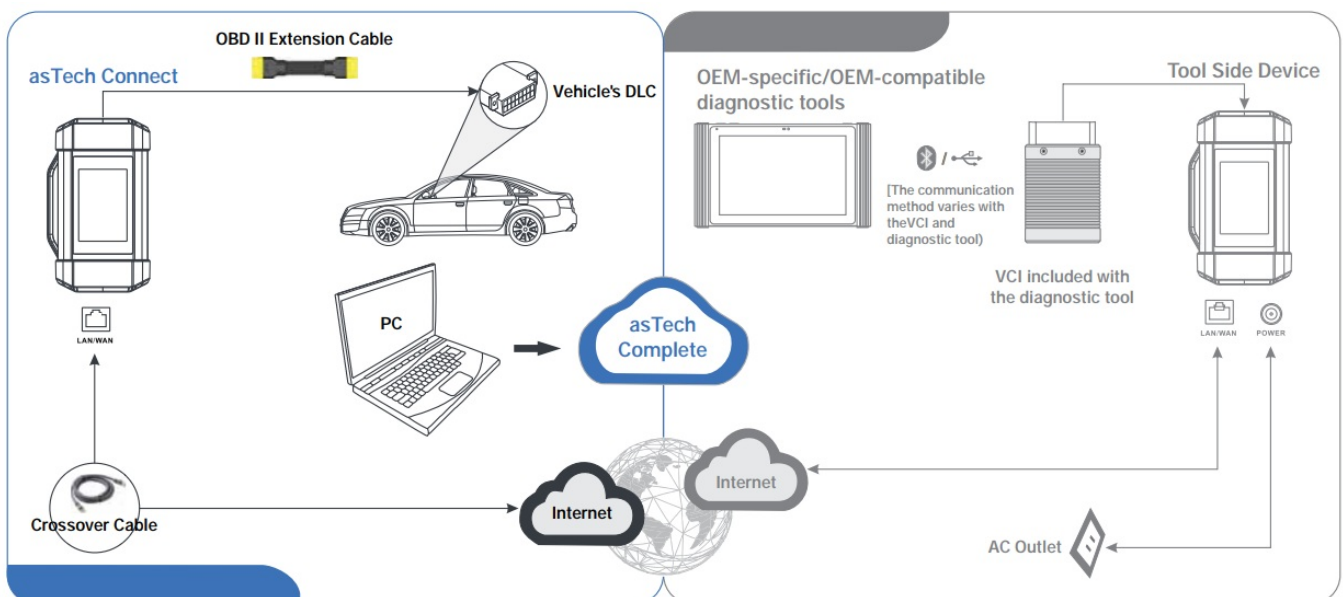 OBD II Extension Cable
asTech Connect
Vehicle's DLC
LAN/WAN
PC
asTech
Complete
Crossover Cable
Internet
OEM-specific/OEM-compatible
diagnostic tools
Tool Side Device
[The communication
method varies with
theVCI and
diagnostic tool)
VCI included with
the diagnostic tool
LAN/WAN
POWER
Internet
AC Outlet